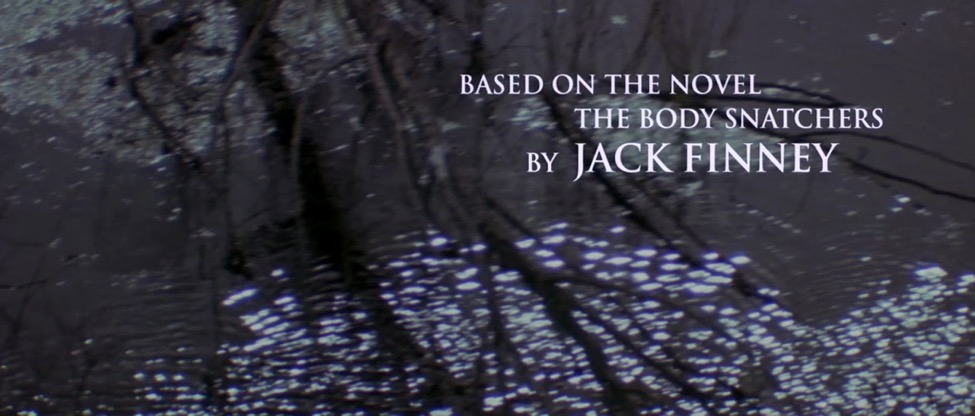 BASED ON THE NOVEL
THE BODY SNATCHERS
BY JACK FINNEY